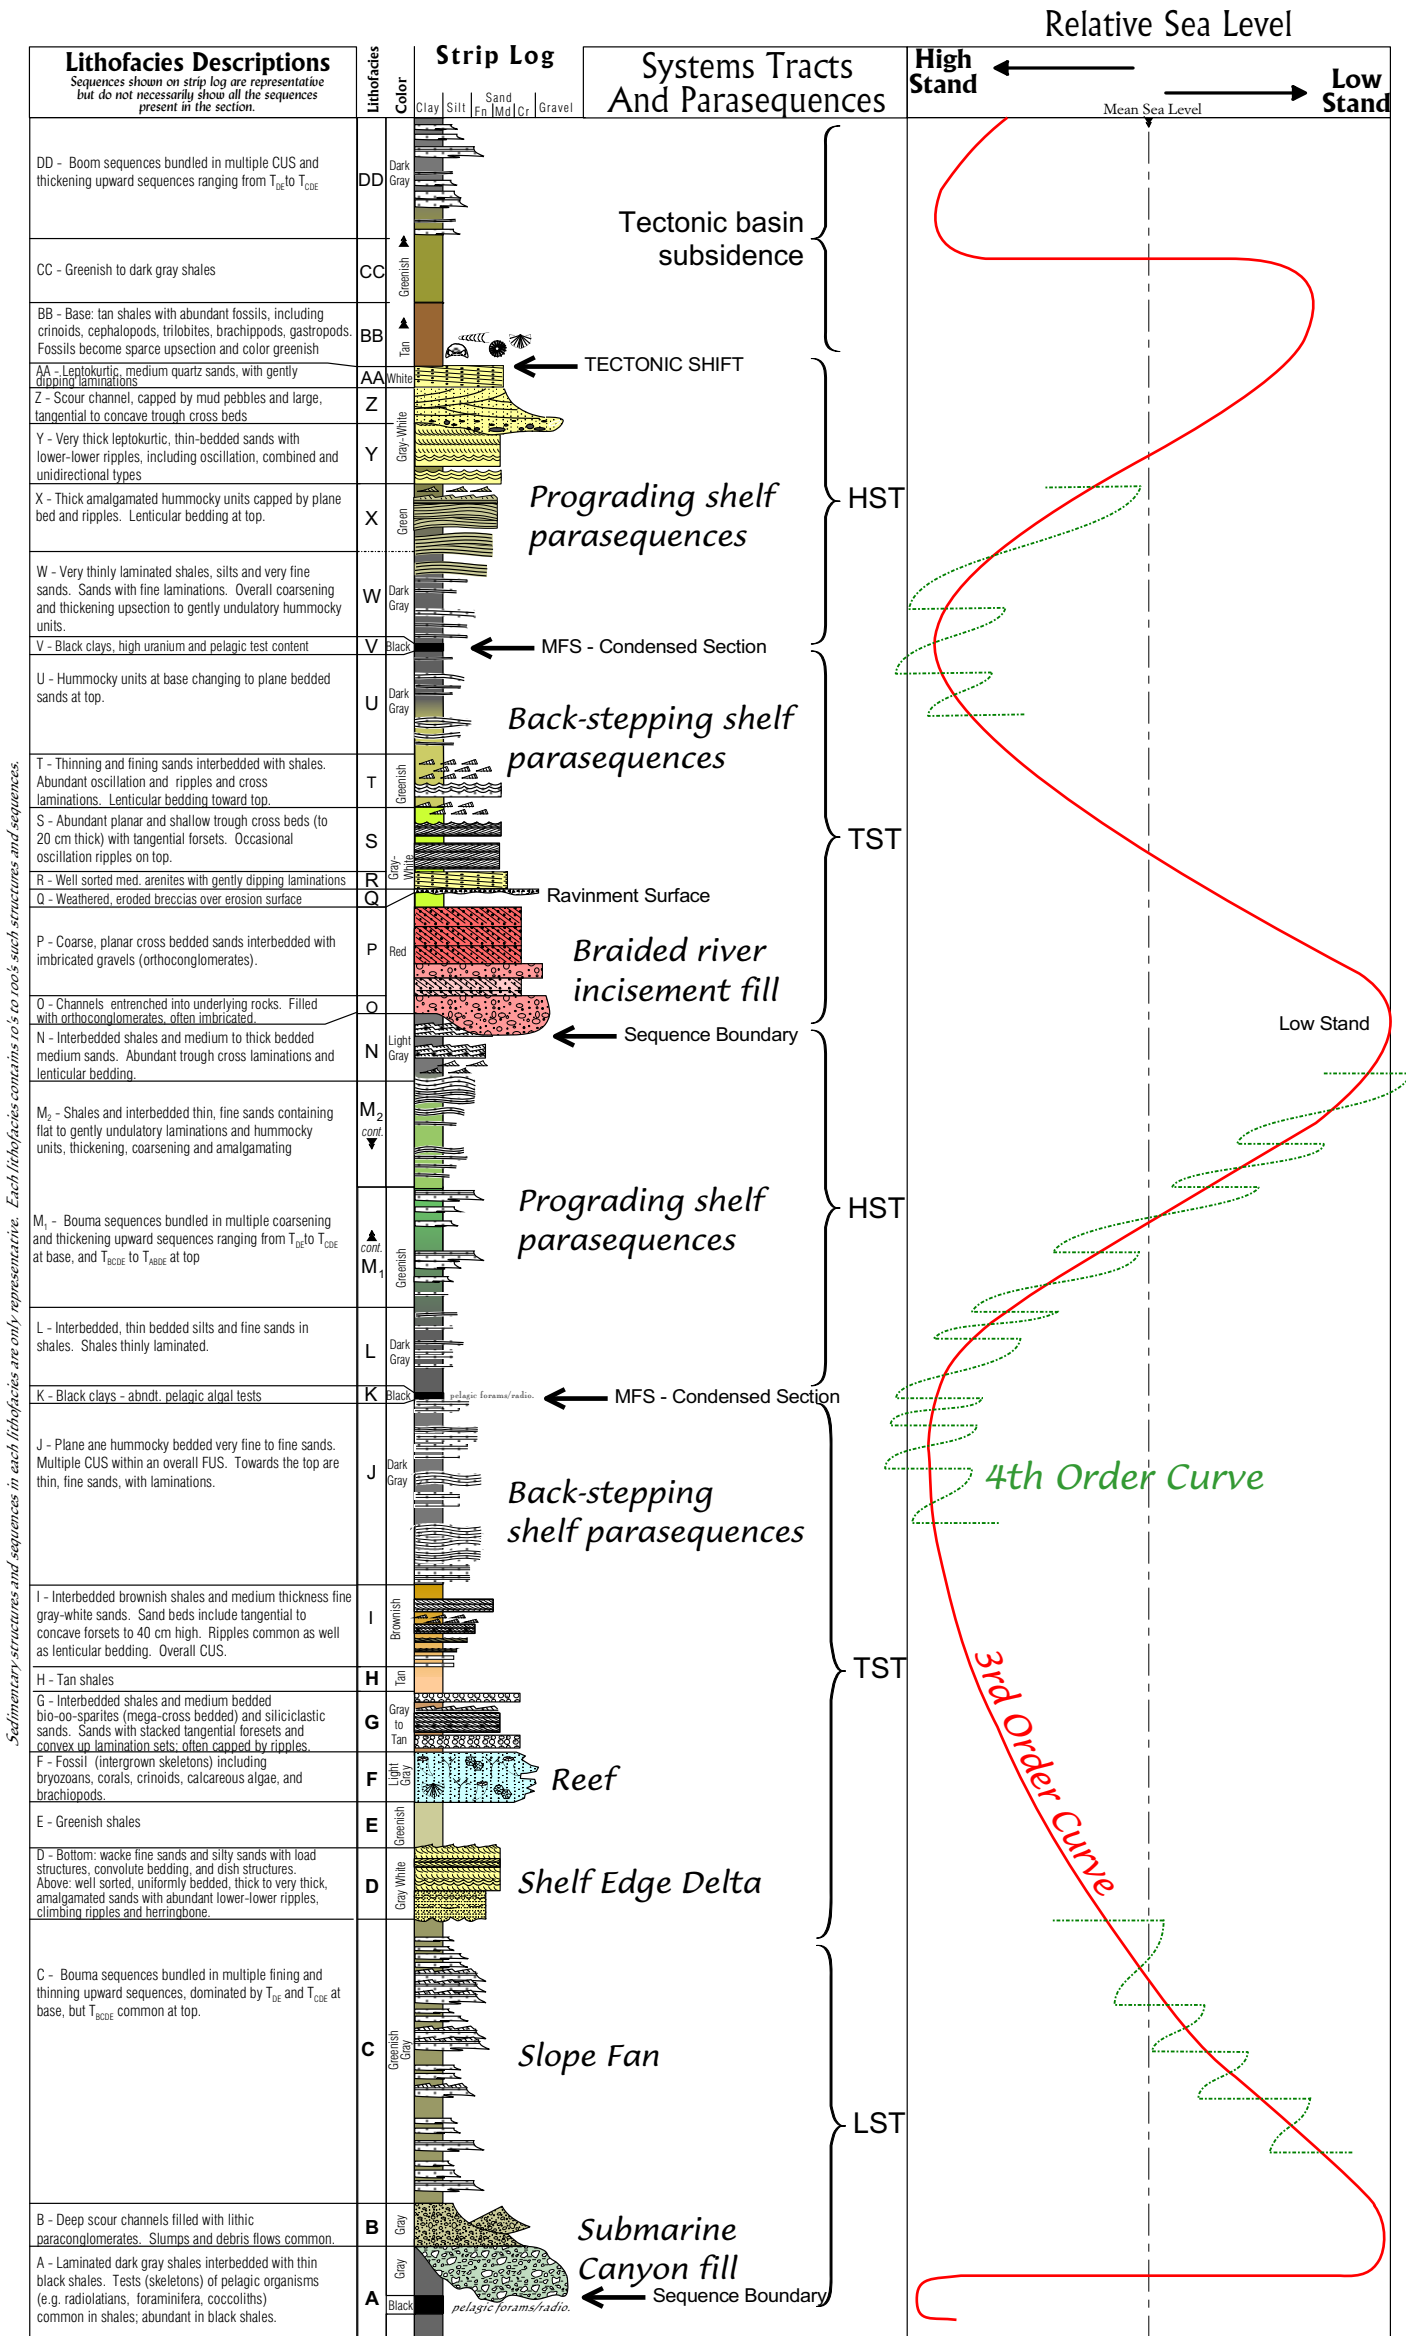 Relative Sea Level
Lithofacies Descriptions
Sequences shown on strip log are representative
but do not necessarily show all the sequences
present in the section.
Lithofacies
Color
Strip Log
Clay
Silt
Sand
Fn
Md
Cr
Gravel
Systems Tracts
And Parasequences
High
Stand
Low
Stand
Mean Sea Level
DD - Boom sequences bundled in multiple CUS and
thickening upward sequences ranging from TDE to TCDE
DD
Dark
Gray
Tectonic basin
subsidence
CC - Greenish to dark gray shales
CC
Greenish
BB - Base: tan shales with abundant fossils, including
crinoids, cephalopods, trilobites, brachippods, gastropods.
Fossils become sparce upsection and color greenish
BB
Tan
TECTONIC SHIFT
AA - Leptokurtic, medium quartz sands, with gently
dipping laminations
AA
White
Z - Scour channel, capped by mud pebbles and large,
tangential to concave trough cross beds
Z
Gray-White
Y - Very thick leptokurtic, thin-bedded sands with
lower-lower ripples, including oscillation, combined and
unidirectional types
Y
X - Thick amalgamated hummocky units capped by plane
bed and ripples. Lenticular bedding at top.
X
Green
Prograding shelf
parasequences
HST
W - Very thinly laminated shales, silts and very fine
sands. Sands with fine laminations. Overall coarsening
and thickening upsection to gently undulatory hummocky
units.
W
Dark
Gray
V - Black clays, high uranium and pelagic test content
V
Black
MFS - Condensed Section
U - Hummocky units at base changing to plane bedded
sands at top.
U
Dark
Gray
Back-stepping shelf
parasequences
T - Thinning and fining sands interbedded with shales.
Abundant oscillation and ripples and cross
laminations. Lenticular bedding toward top.
T
Greenish
S - Abundant planar and shallow trough cross beds (to
20 cm thick) with tangential forsets. Occasional
oscillation ripples on top.
S
Gray-
White
TST
R - Well sorted med. arenites with gently dipping laminations
R
Q - Weathered, eroded breccias over erosion surface
Q
Ravinment Surface
P - Coarse, planar cross bedded sands interbedded with
imbricated gravels (orthoconglomerates).
P
Red
Braided river
incisement fill
O - Channels entrenched into underlying rocks. Filled
with orthoconglomerates, often imbricated.
O
Sequence Boundary
Low Stand
N - Interbedded shales and medium to thick bedded
medium sands. Abundant trough cross laminations and
lenticular bedding.
N
Light
Gray
M2 - Shales and interbedded thin, fine sands containing
flat to gently undulatory laminations and hummocky
units, thickening, coarsening and amalgamating
M2
cont.
Prograding shelf
parasequences
HST
M1 - Bouma sequences bundled in multiple coarsening
and thickening upward sequences ranging from TDE to TCDE
at base, and TBCDE to TABDE at top
cont.
M1
Greenish
L - Interbedded, thin bedded silts and fine sands in
shales. Shales thinly laminated.
L
Dark
Gray
K - Black clays - abndt. pelagic algal tests
K
Black
pelagic forams/radio.
MFS - Condensed Section
J - Plane ane hummocky bedded very fine to fine sands.
Multiple CUS within an overall FUS. Towards the top are
thin, fine sands, with laminations.
J
Dark
Gray
Back-stepping
shelf parasequences
4th Order Curve
I - Interbedded brownish shales and medium thickness fine
gray-white sands. Sand beds include tangential to
concave forsets to 40 cm high. Ripples common as well
as lenticular bedding. Overall CUS.
I
Brownish
TST
3rd Order Curve
H - Tan shales
H
Tan
G - Interbedded shales and medium bedded
bio-oo-sparites (mega-cross bedded) and siliciclastic
sands. Sands with stacked tangential foresets and
convex up lamination sets; often capped by ripples.
G
Gray
to
Tan
F - Fossil (intergrown skeletons) including
bryozoans, corals, crinoids, calcareous algae, and
brachiopods.
F
Light
Gray
Reef
E - Greenish shales
E
Greenish
D - Bottom: wacke fine sands and silty sands with load
structures, convolute bedding, and dish structures.
Above: well sorted, uniformly bedded, thick to very thick,
amalgamated sands with abundant lower-lower ripples,
climbing ripples and herringbone.
D
Gray White
Shelf Edge Delta
C - Bouma sequences bundled in multiple fining and
thinning upward sequences, dominated by TDE and TCDE at
base, but TBCDE common at top.
C
Greenish
Gray
Slope Fan
LST
B - Deep scour channels filled with lithic
paraconglomerates. Slumps and debris flows common.
B
Gray
Submarine
Canyon fill
A - Laminated dark gray shales interbedded with thin
black shales. Tests (skeletons) of pelagic organisms
(e.g. radiolatians, foraminifera, coccoliths)
common in shales; abundant in black shales.
A
Gray
Black
Sequence Boundary
pelagic forams/radio.
Sedimentary structures and sequences in each lithofacies are only representative. Each lithofacies contains 10's to 100's such structures and sequences.